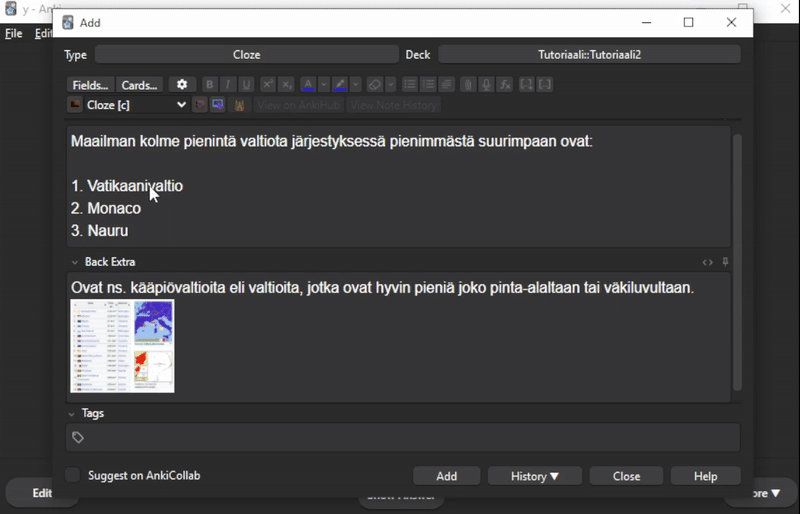 y - Anki
File Edit
Add
Type Cloze Deck Tutoriaali::Tutoriaali2
Fields... Cards... B I U x² x₂ A
Cloze [c] View on AnkiHub View Note History
Maailman kolme pienintä valtiota järjestyksessä pienimmästä suurimpaan ovat:
1. Vatikaanivaltio
2. Monaco
3. Nauru
Back Extra
Ovat ns. kääpiövaltioita eli valtioita, jotka ovat hyvin pieniä joko pinta-alaltaan tai väkiluvultaan.
Tags
Suggest on AnkiCollab Add History ▼ Close Help
Edit Show Answer ore ▼